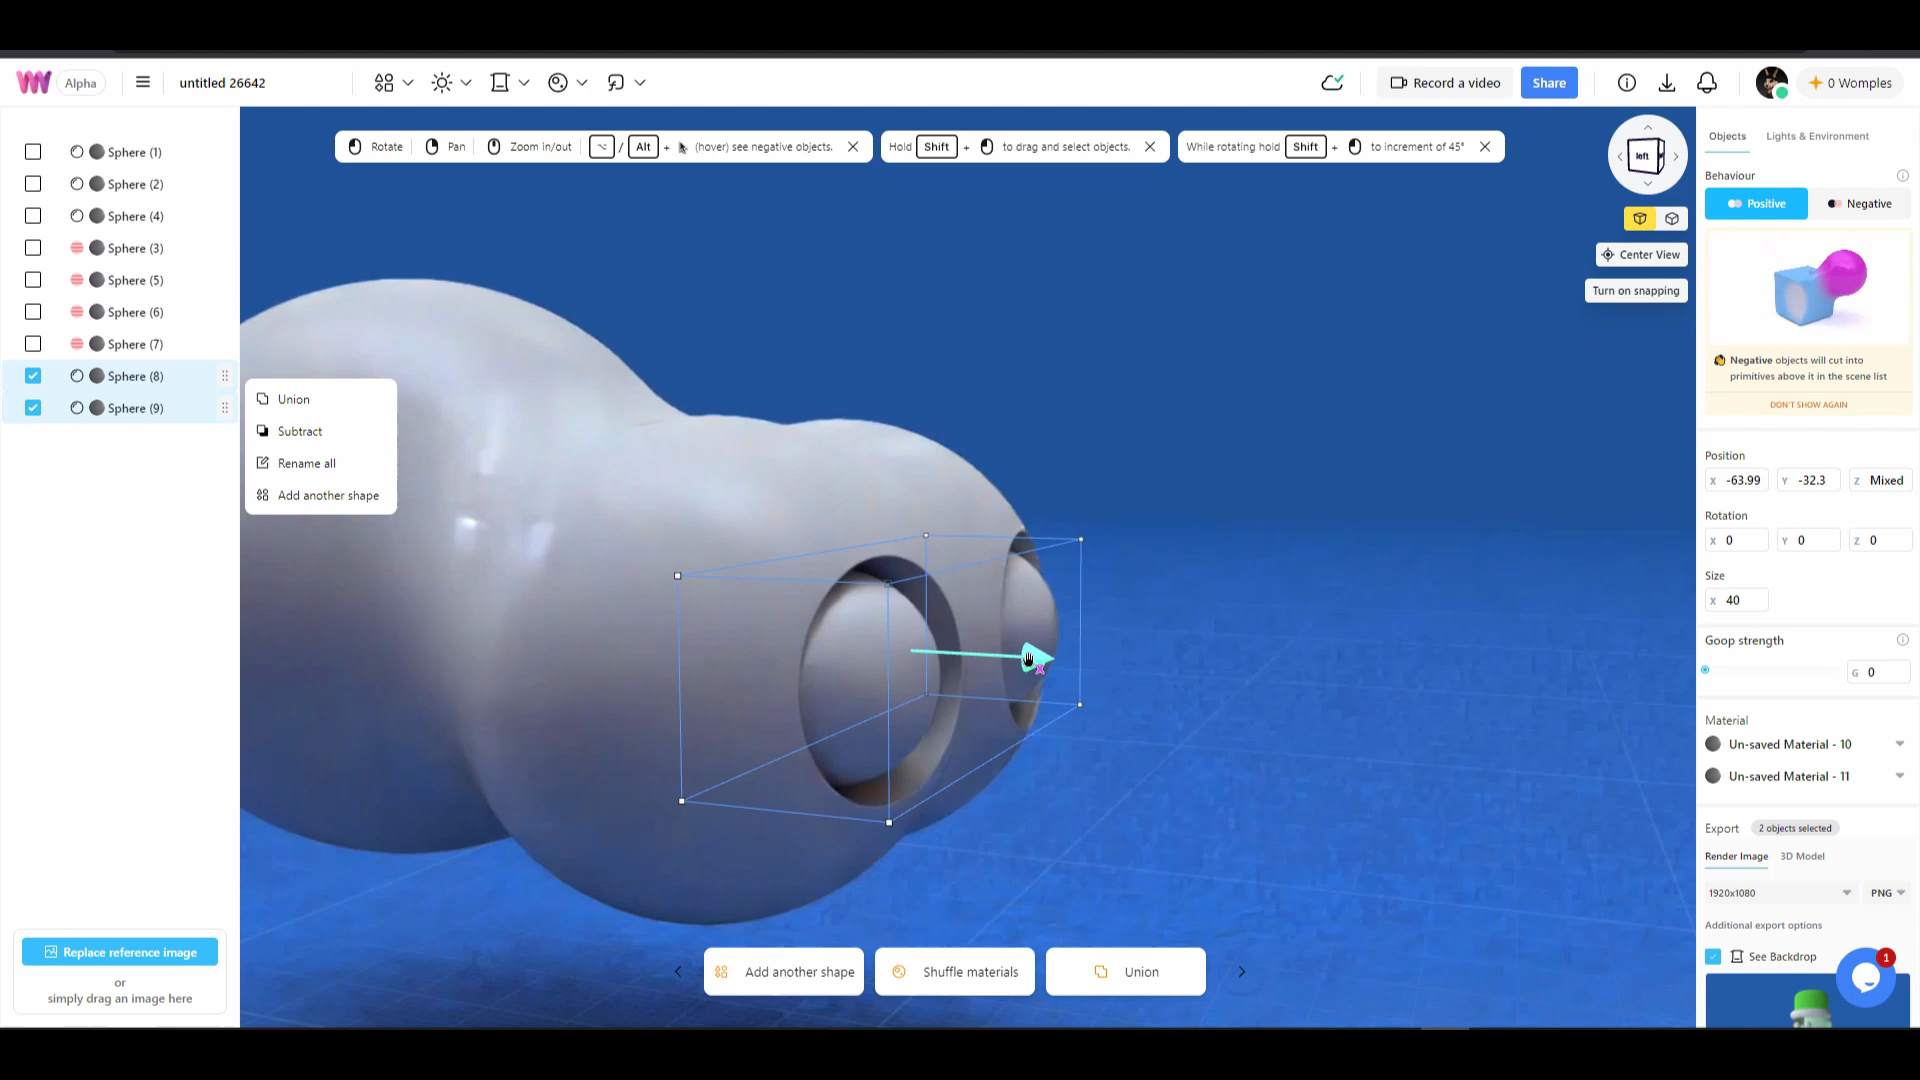 Alpha
untitled 26642
Record a video
Share
0 Womples
Sphere (1)
Sphere (2)
Sphere (4)
Sphere (3)
Sphere (5)
Sphere (6)
Sphere (7)
Sphere (8)
Sphere (9)
Union
Subtract
Rename all
Add another shape
Replace reference image
or
simply drag an image here
Rotate
Pan
Zoom in/out
⌥ / Alt + (hover) see negative objects.
Hold Shift + to drag and select objects.
While rotating hold Shift + to increment of 45°
left
Center View
Turn on snapping
X
Add another shape
Shuffle materials
Union
Objects
Lights & Environment
Behaviour
Positive
Negative
Negative objects will cut into
primitives above it in the scene list
DON'T SHOW AGAIN
Position
X -63.99 Y -32.3 Z Mixed
Rotation
X 0 Y 0 Z 0
Size
X 40
Goop strength
G 0
Material
Un-saved Material - 10
Un-saved Material - 11
Export 2 objects selected
Render Image 3D Model
1920x1080 PNG
Additional export options
See Backdrop
1